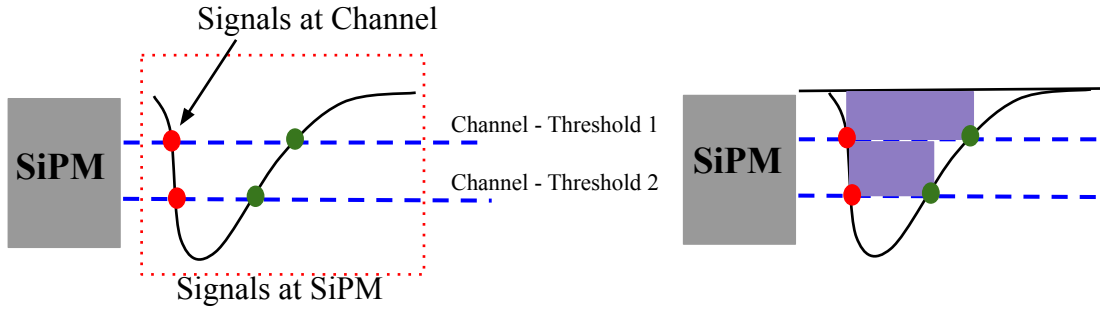 Signals at Channel
SiPM
Channel - Threshold 1
Channel - Threshold 2
Signals at SiPM
SiPM